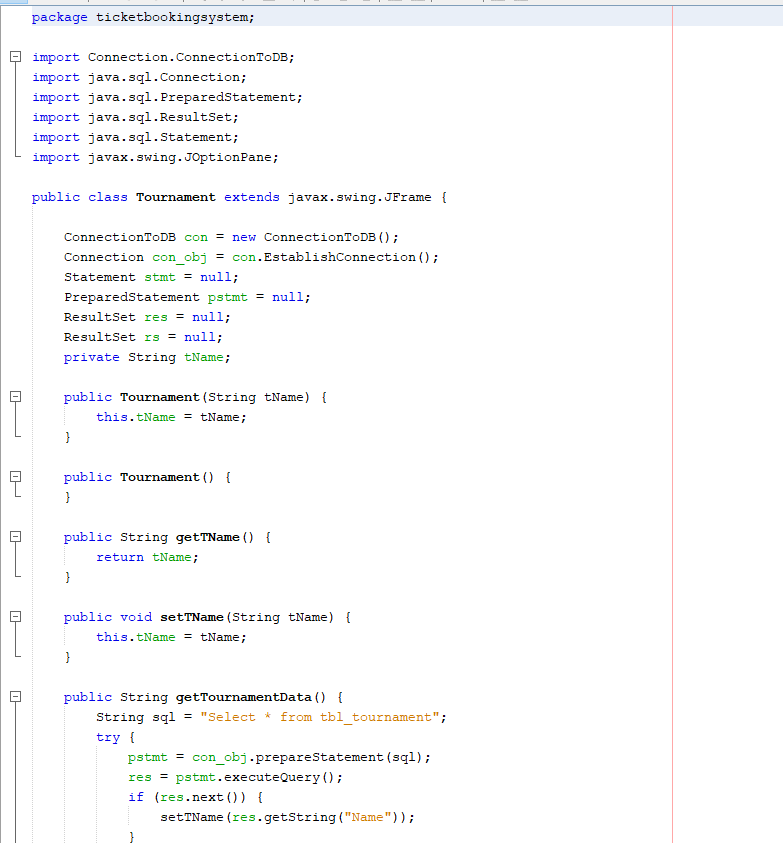 package ticketbookingsystem;
import Connection.ConnectionToDB;
import java.sql.Connection;
import java.sql.PreparedStatement;
import java.sql.ResultSet;
import java.sql.Statement;
import javax.swing.JOptionPane;
public class Tournament extends javax.swing.JFrame {
ConnectionToDB con = new ConnectionToDB();
Connection con_obj = con.EstablishConnection();
Statement stmt = null;
PreparedStatement pstmt = null;
ResultSet res = null;
ResultSet rs = null;
private String tName;
public Tournament(String tName) {
this.tName = tName;
}
public Tournament() {
}
public String getTName() {
return tName;
}
public void setTName(String tName) {
this.tName = tName;
}
public String getTournamentData() {
String sql = "Select * from tbl_tournament";
try {
pstmt = con_obj.prepareStatement(sql);
res = pstmt.executeQuery();
if (res.next()) {
setTName(res.getString("Name"));
}